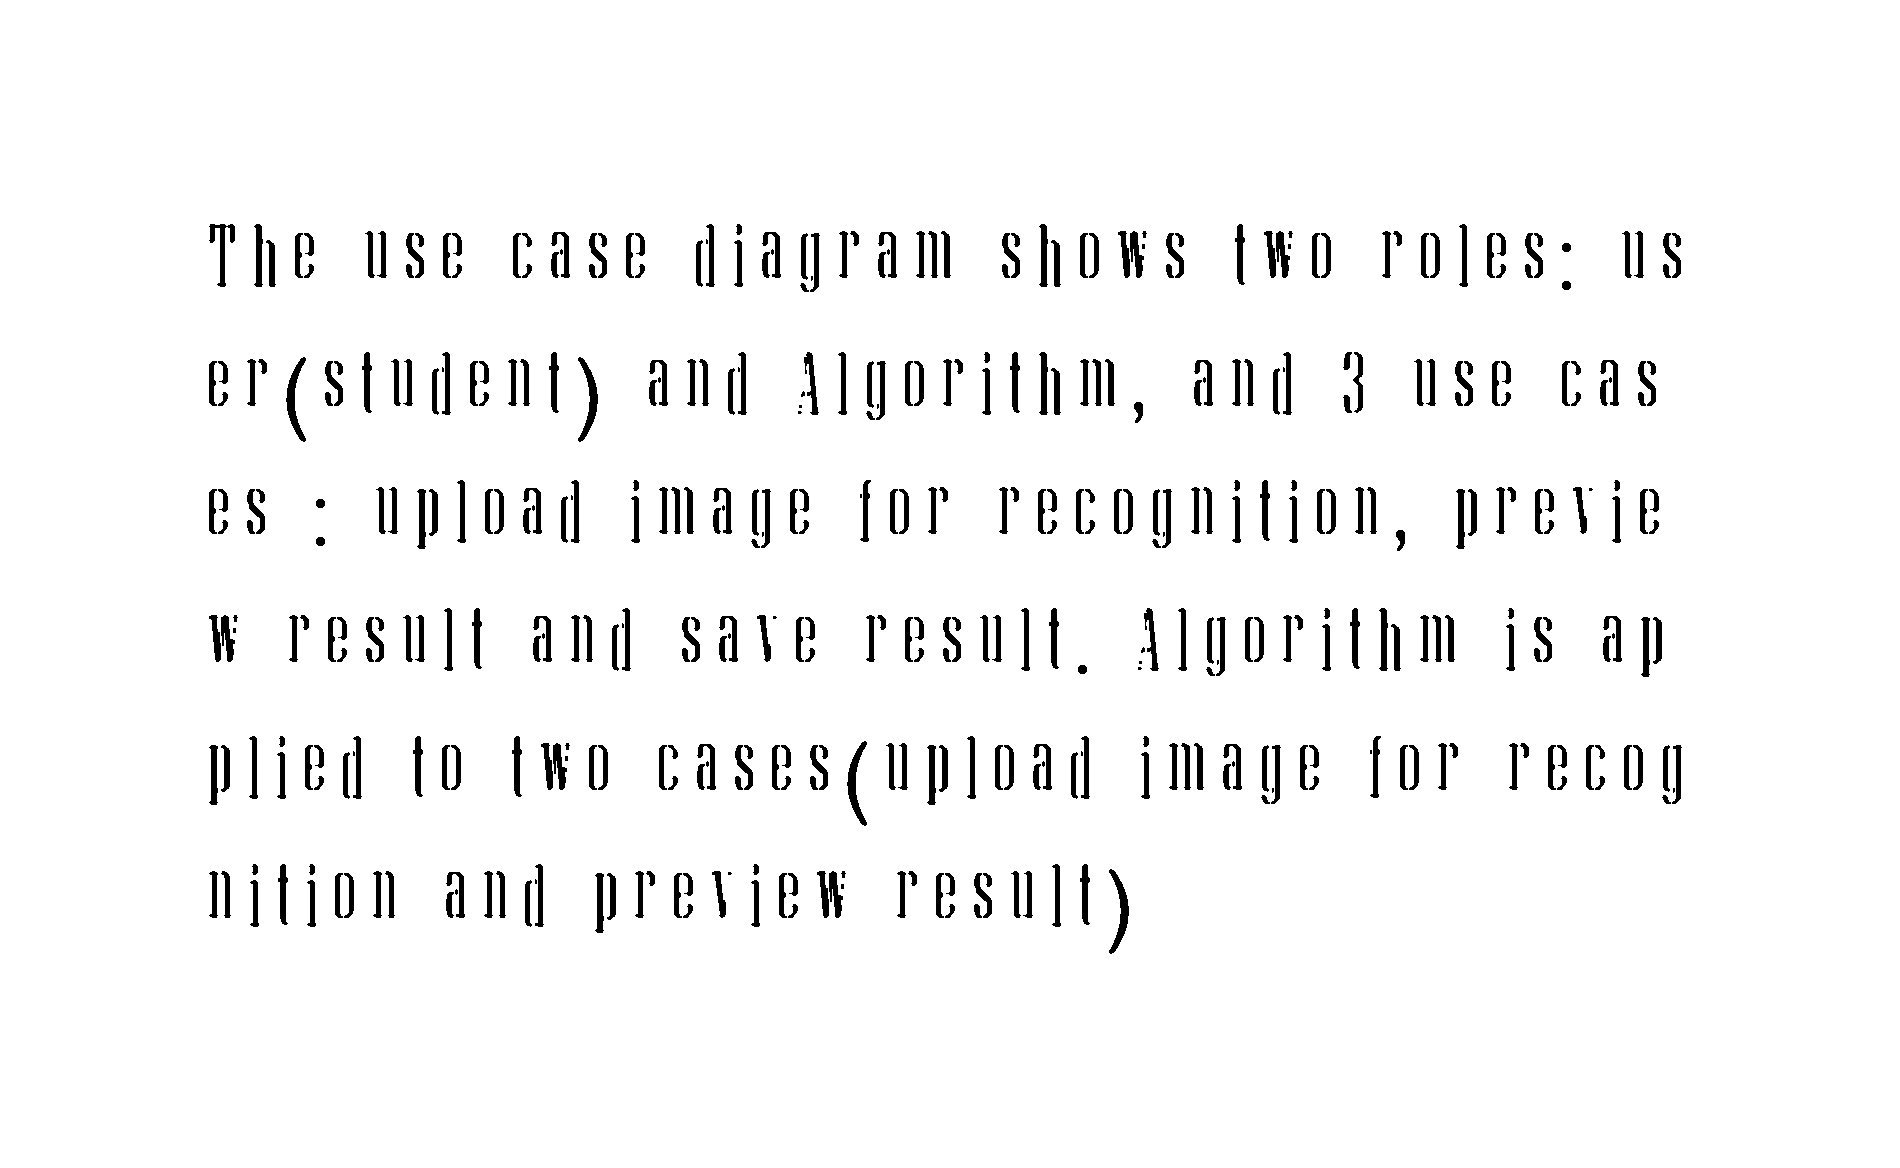 The use case diagram shows two roles: us
er(student) and Algorithm, and 3 use cas
es : upload image for recognition, previe
w result and save result. Algorithm is ap
plied to two cases(upload image for recog
nition and preview result)